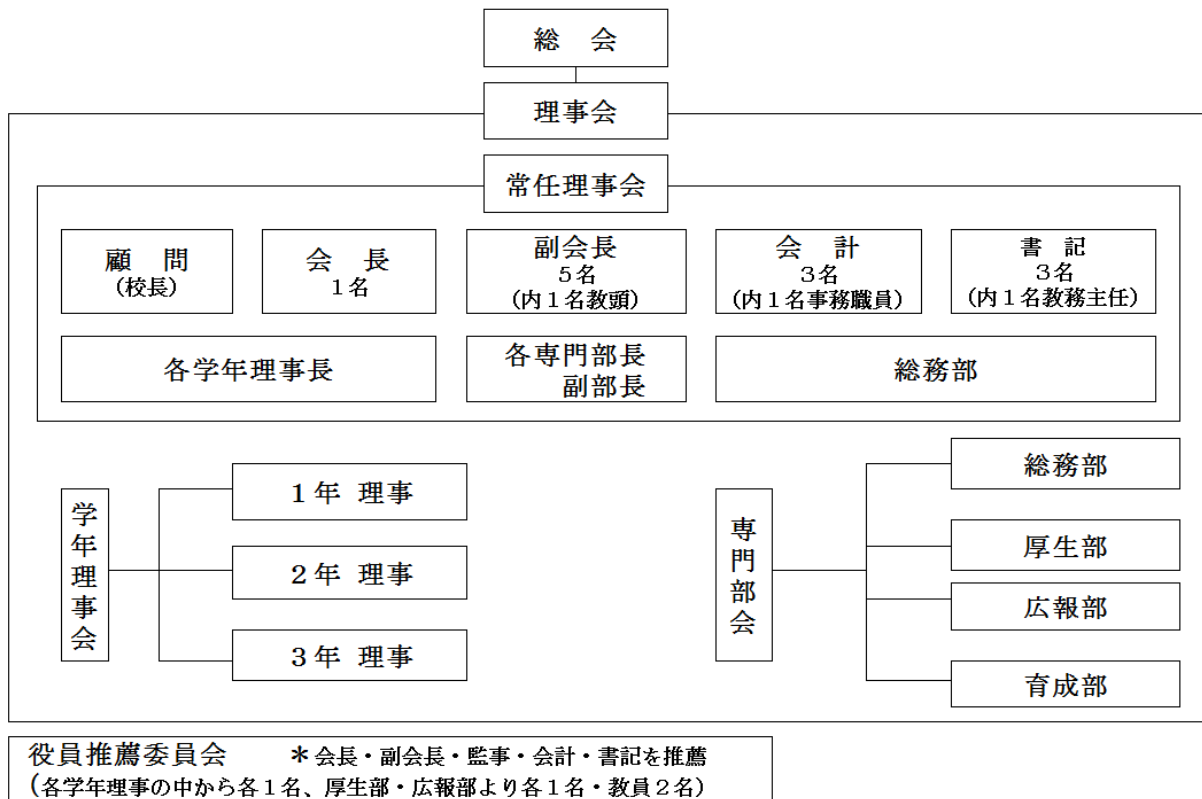 総　会
理事会
常任理事会
顧　問
(校長)
会　長
１名
副会長
５名
(内１名教頭)
会　計
３名
(内１名事務職員)
書　記
３名
(内１名教務主任)
各学年理事長
各専門部長
副部長
総務部
学年理事会
１年 理事
２年 理事
３年 理事
専門部会
総務部
厚生部
広報部
育成部
役員推薦委員会　　＊会長・副会長・監事・会計・書記を推薦
(各学年理事の中から各１名、厚生部・広報部より各１名・教員２名)